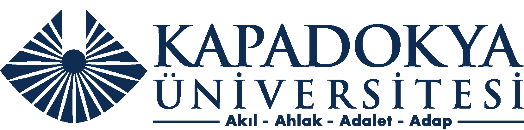 KAPADOKYA
ÜNİVERSİTESİ
Akıl - Ahlak - Adalet - Adap